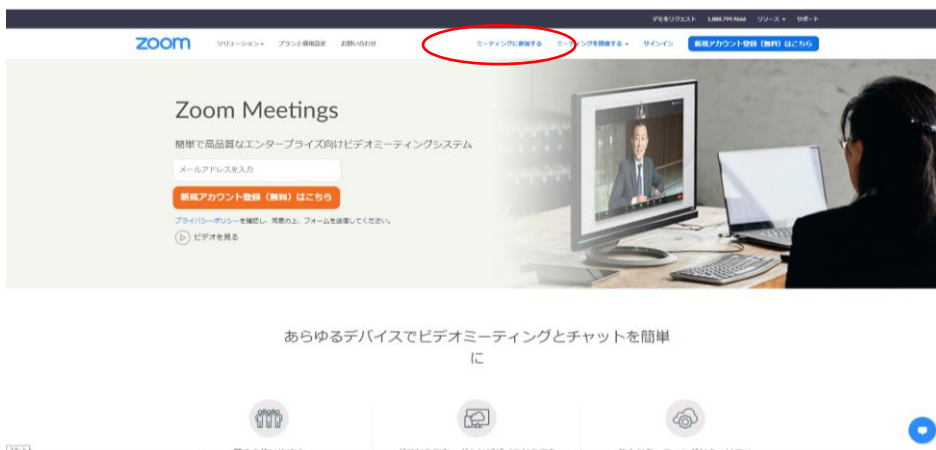 デモをリクエスト 1.888.799.9666 リソース サポート
zoom ソリューション プランと価格設定 お問い合わせ ミーティングに参加する ミーティングを開催する サインイン 新規アカウント登録（無料）はこちら
Zoom Meetings
簡単で高品質なエンタープライズ向けビデオミーティングシステム
メールアドレスを入力
新規アカウント登録（無料）はこちら
プライバシーポリシーを確認し、同意の上、フォームを送信してください。
ビデオを見る
あらゆるデバイスでビデオミーティングとチャットを簡単
に